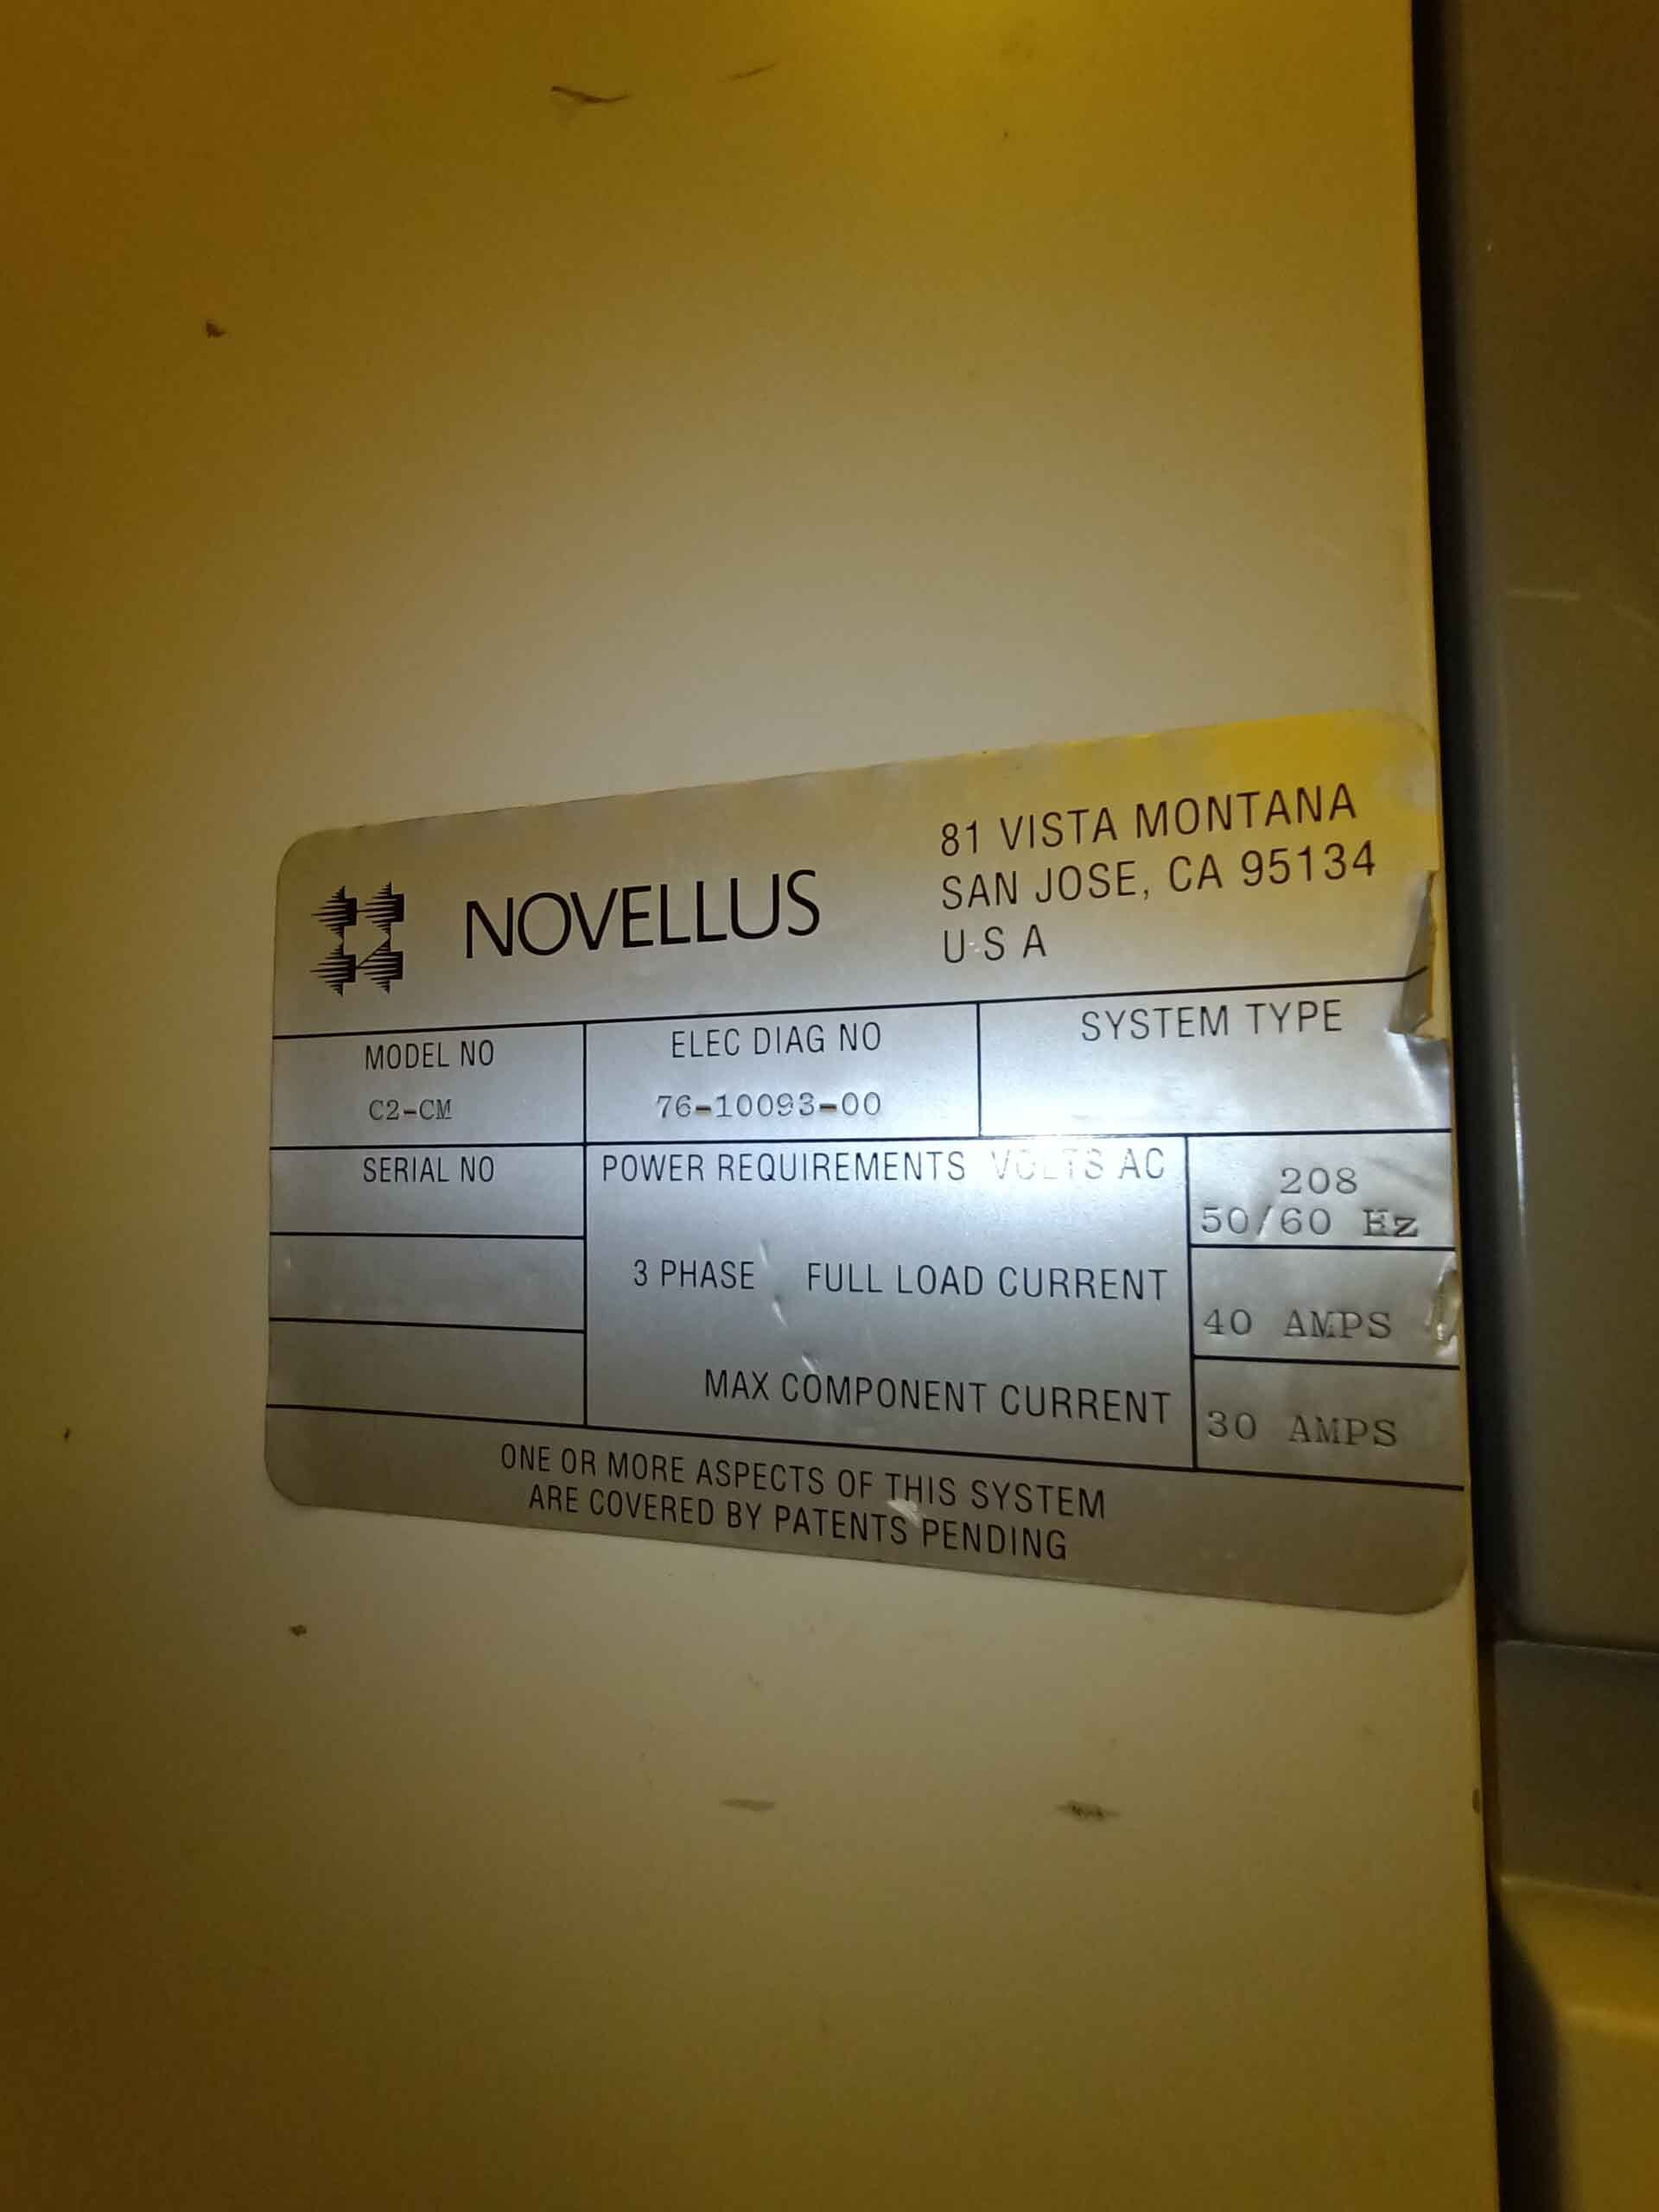 NOVELLUS
81 VISTA MONTANA
SAN JOSE, CA 95134
U.S A
MODEL NO
C2-CM
ELEC DIAG NO
76-10093-00
SYSTEM TYPE
SERIAL NO
POWER REQUIREMENTS VOLTS AC
208
50/60 Hz
3 PHASE FULL LOAD CURRENT
40 AMPS
MAX COMPONENT CURRENT
30 AMPS
ONE OR MORE ASPECTS OF THIS SYSTEM
ARE COVERED BY PATENTS PENDING